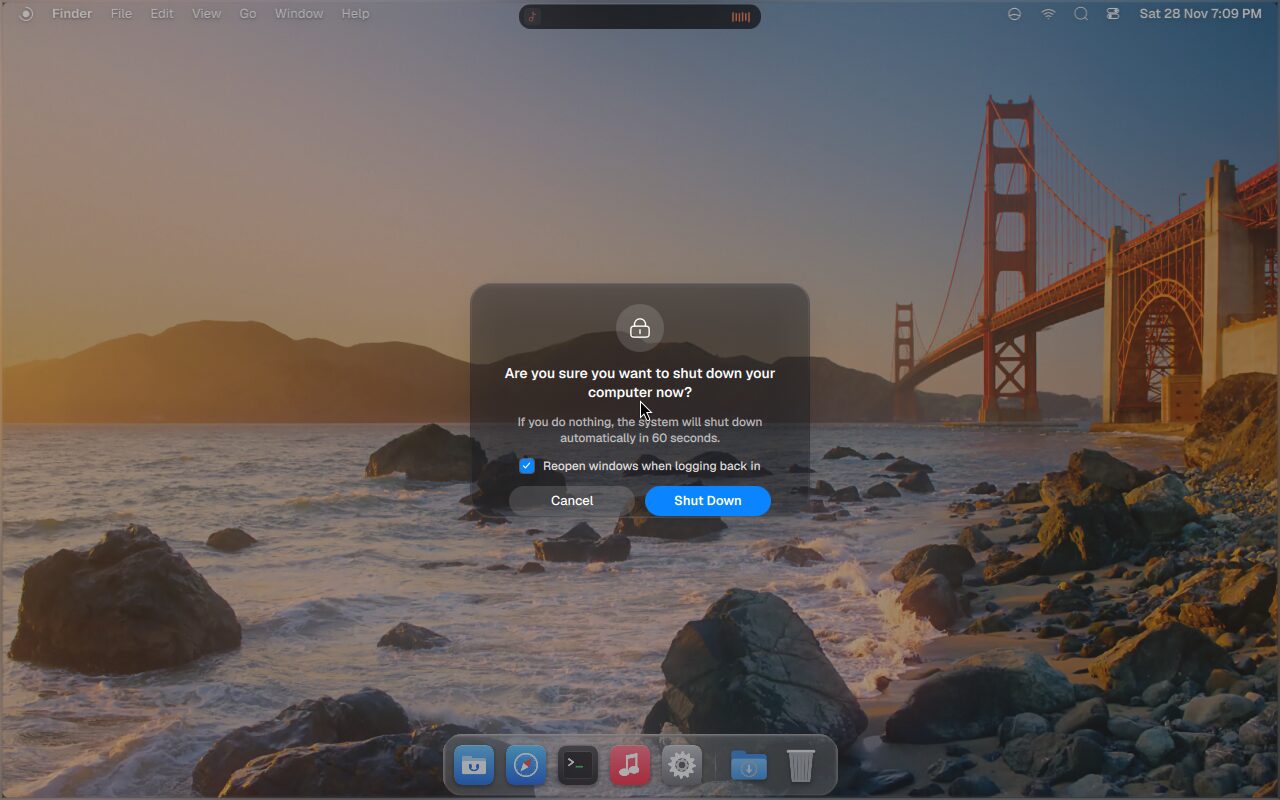 Finder File Edit View Go Window Help Sat 28 Nov 7:09 PM
Are you sure you want to shut down your
computer now?
If you do nothing, the system will shut down
automatically in 60 seconds.
Reopen windows when logging back in
Cancel Shut Down